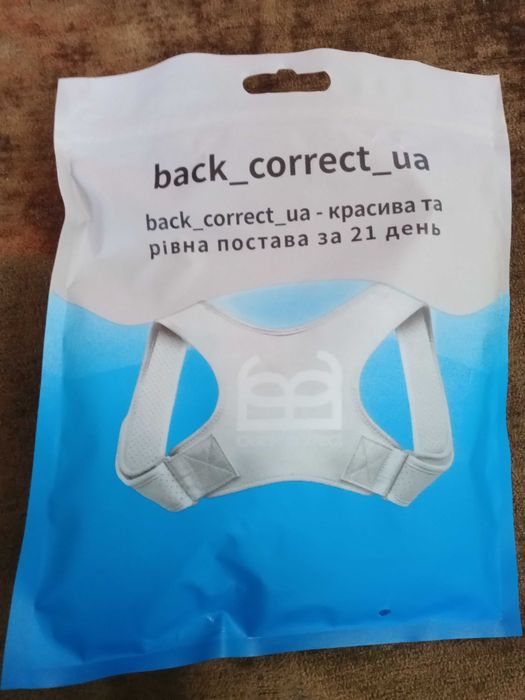 back_correct_ua
back_correct_ua - красива та
рівна постава за 21 день